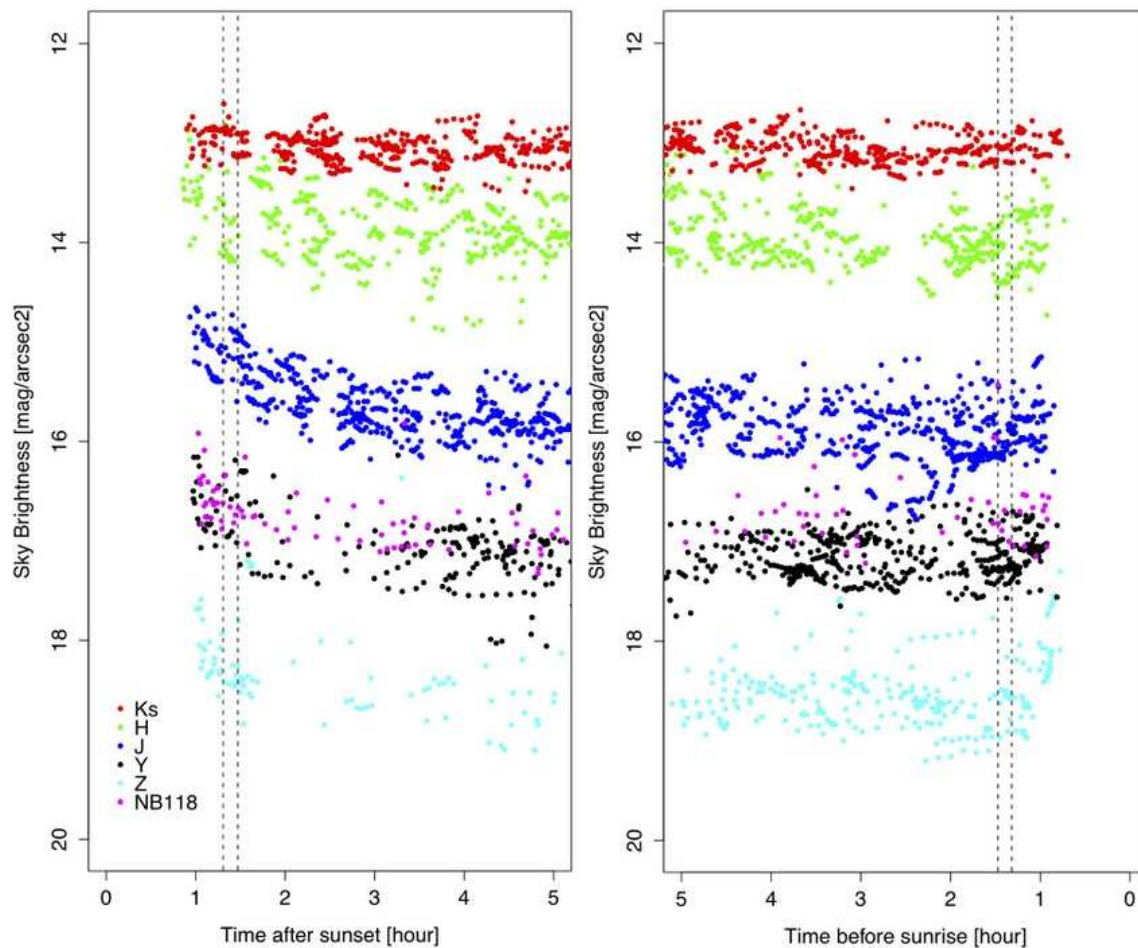 12
14
16
18
20
Sky Brightness [mag/arcsec2]
Ks
H
J
Y
Z
NB118
0 1 2 3 4 5
Time after sunset [hour]
12
14
16
18
20
Sky Brightness [mag/arcsec2]
5 4 3 2 1 0
Time before sunrise [hour]